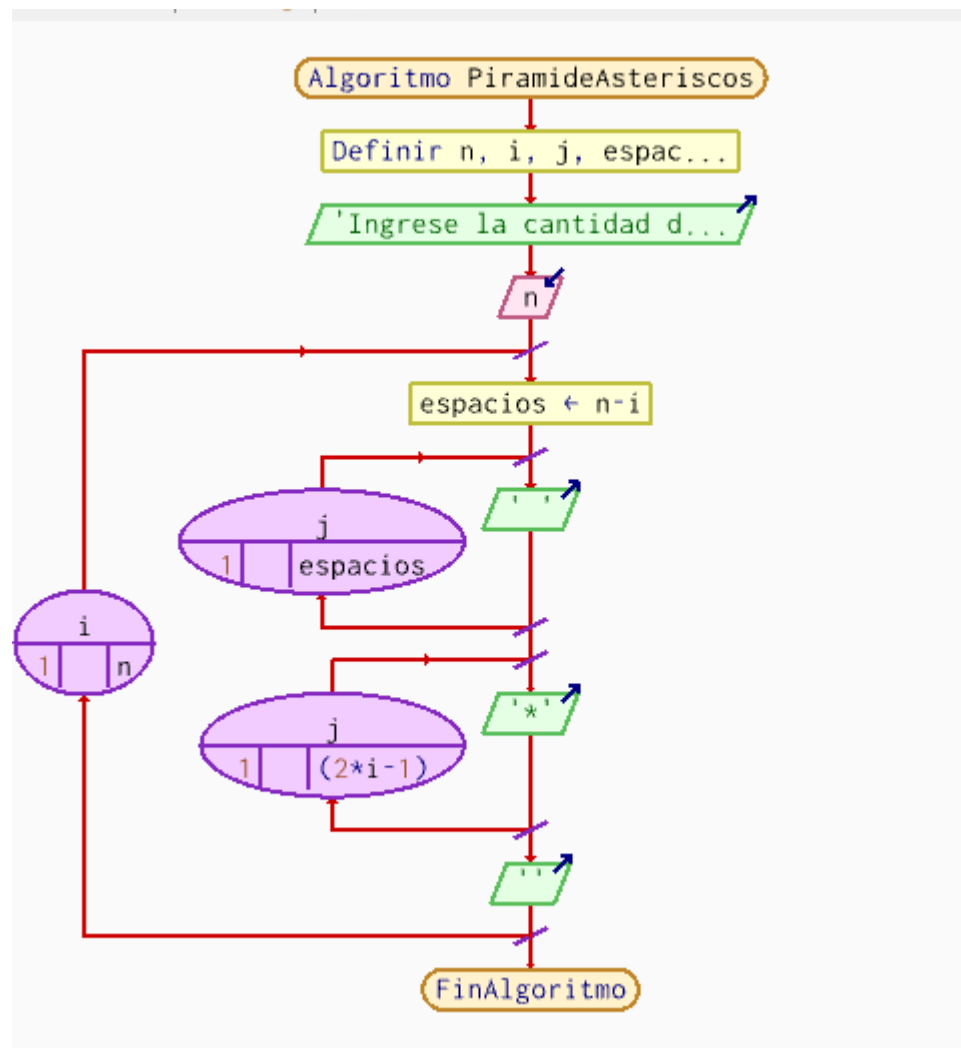 Algoritmo PiramideAsteriscos
Definir n, i, j, espac...
'Ingrese la cantidad d...
n
espacios ← n-i
' '
j
1 espacios
i
1 n
'*'
j
1 (2*i-1)
''
FinAlgoritmo